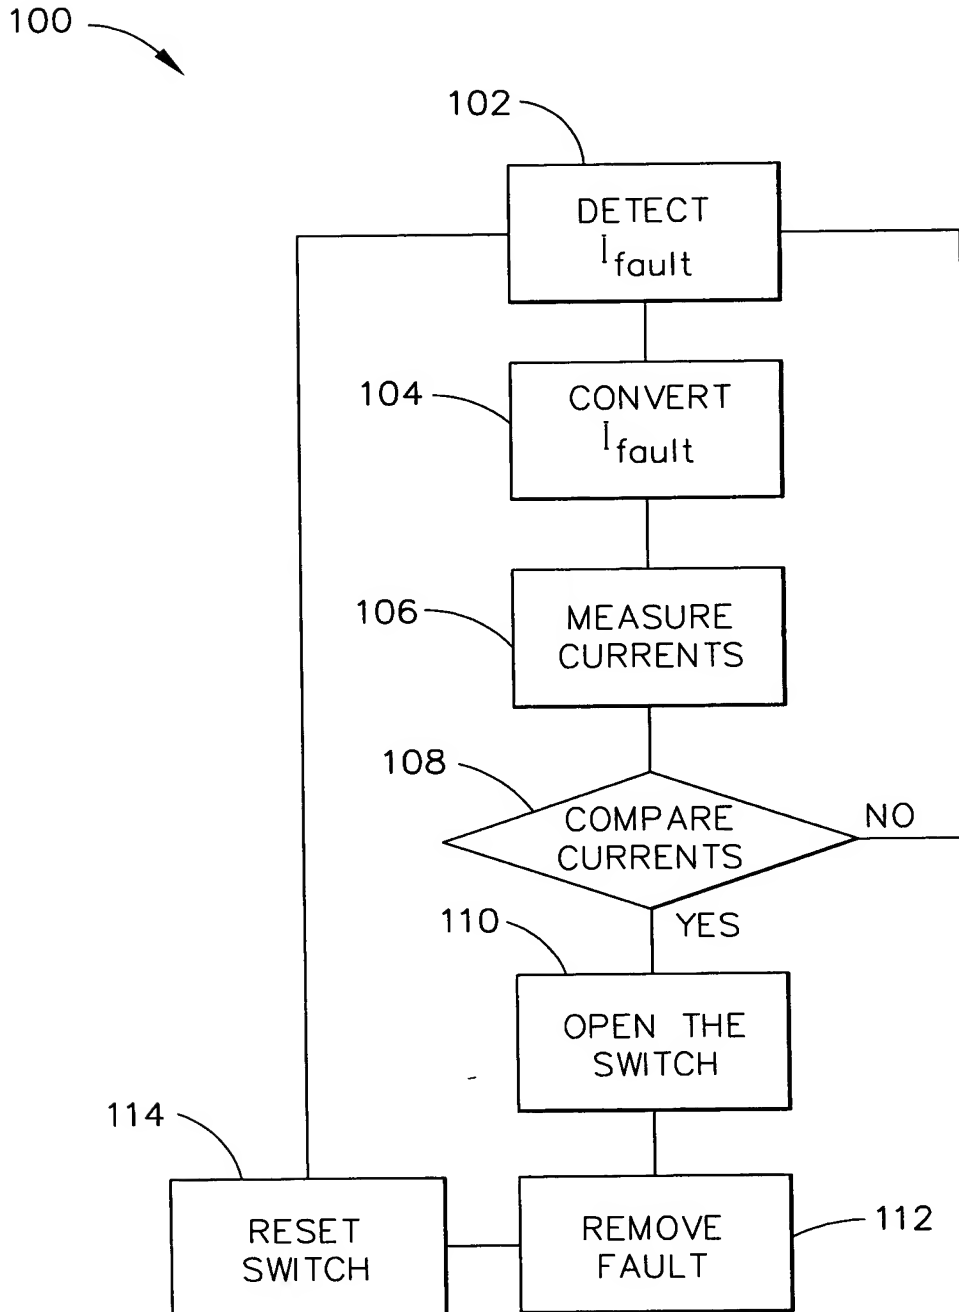 100
102
DETECT
Ifault
104
CONVERT
Ifault
106
MEASURE
CURRENTS
108
COMPARE
CURRENTS
NO
YES
110
OPEN THE
SWITCH
114
RESET
SWITCH
REMOVE
FAULT
112